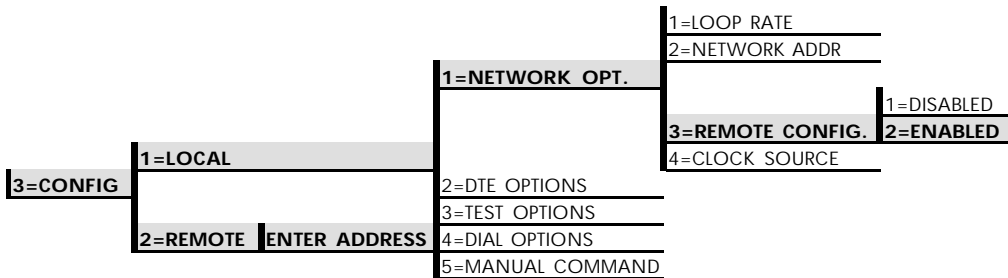 1=LOOP RATE
2=NETWORK ADDR
1=NETWORK OPT.
1=DISABLED
3=REMOTE CONFIG. 2=ENABLED
1=LOCAL
4=CLOCK SOURCE
3=CONFIG
2=DTE OPTIONS
3=TEST OPTIONS
2=REMOTE ENTER ADDRESS 4=DIAL OPTIONS
5=MANUAL COMMAND